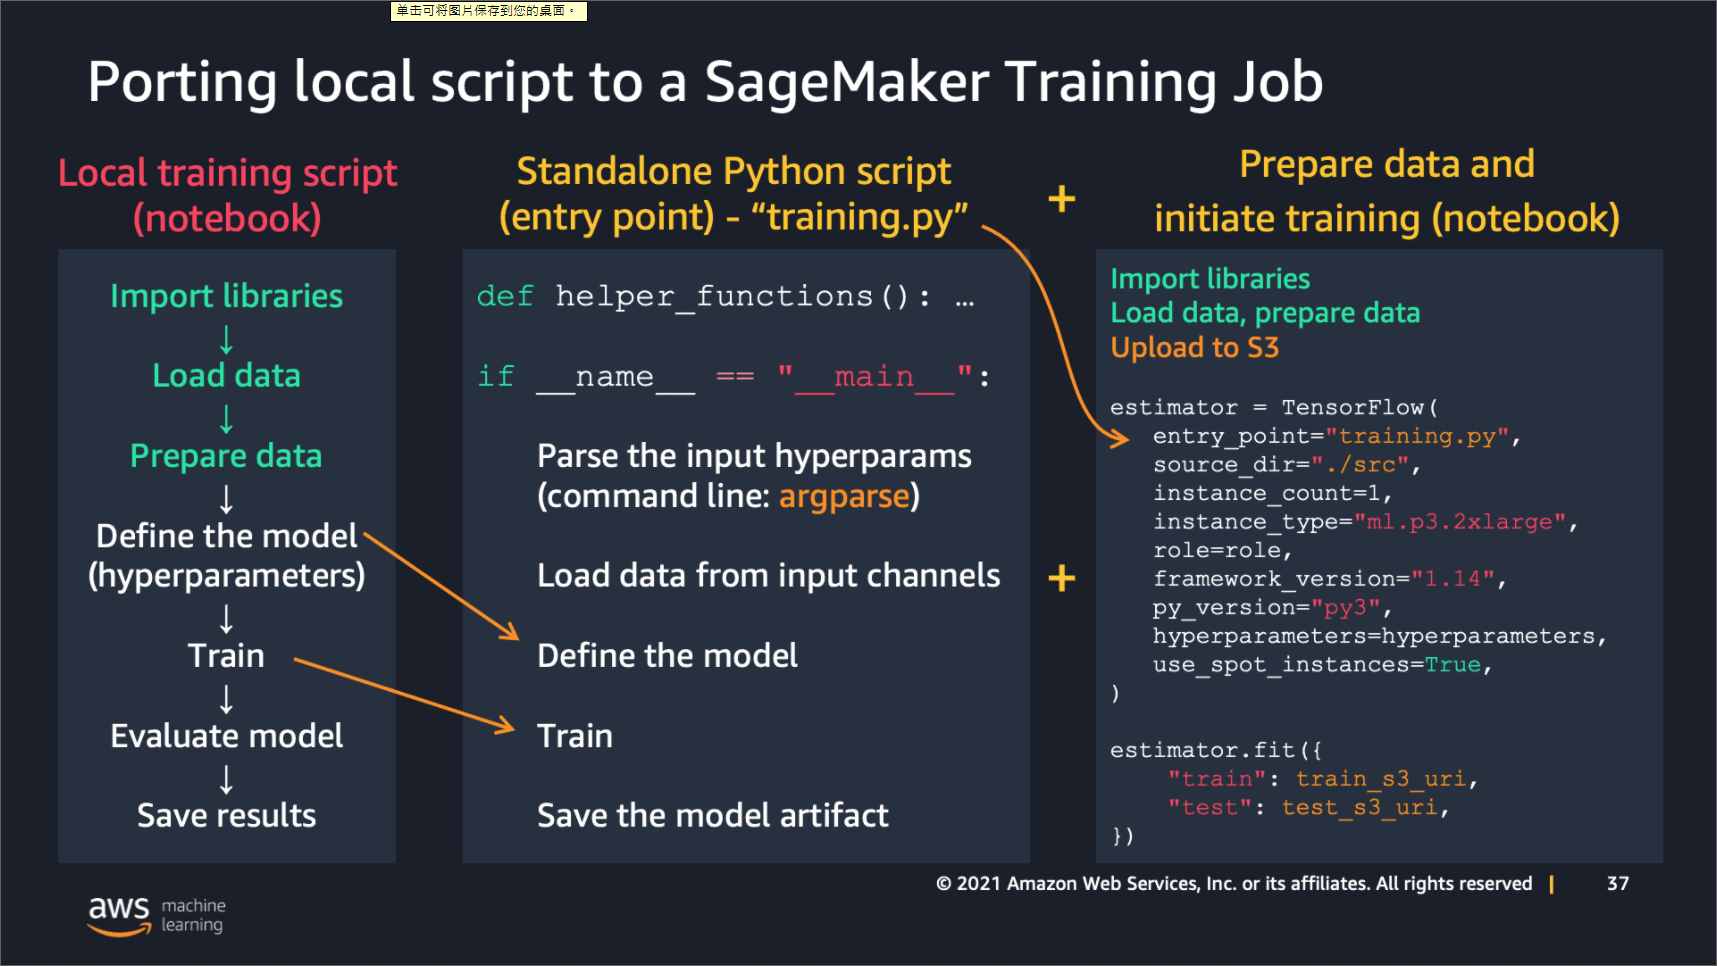 单击可将图片保存到您的桌面。
Porting local script to a SageMaker Training Job
Local training script
(notebook)
Import libraries
↓
Load data
↓
Prepare data
↓
Define the model
(hyperparameters)
↓
Train
↓
Evaluate model
↓
Save results
Standalone Python script
(entry point) - “training.py”
def helper_functions(): …
if __name__ == "__main__":
Parse the input hyperparams
(command line: argparse)
Load data from input channels
Define the model
Train
Save the model artifact
+
+
Prepare data and
initiate training (notebook)
Import libraries
Load data, prepare data
Upload to S3
estimator = TensorFlow(
entry_point="training.py",
source_dir="./src",
instance_count=1,
instance_type="ml.p3.2xlarge",
role=role,
framework_version="1.14",
py_version="py3",
hyperparameters=hyperparameters,
use_spot_instances=True,
)
estimator.fit({
"train": train_s3_uri,
"test": test_s3_uri,
})
© 2021 Amazon Web Services, Inc. or its affiliates. All rights reserved |
37
aws machine
learning